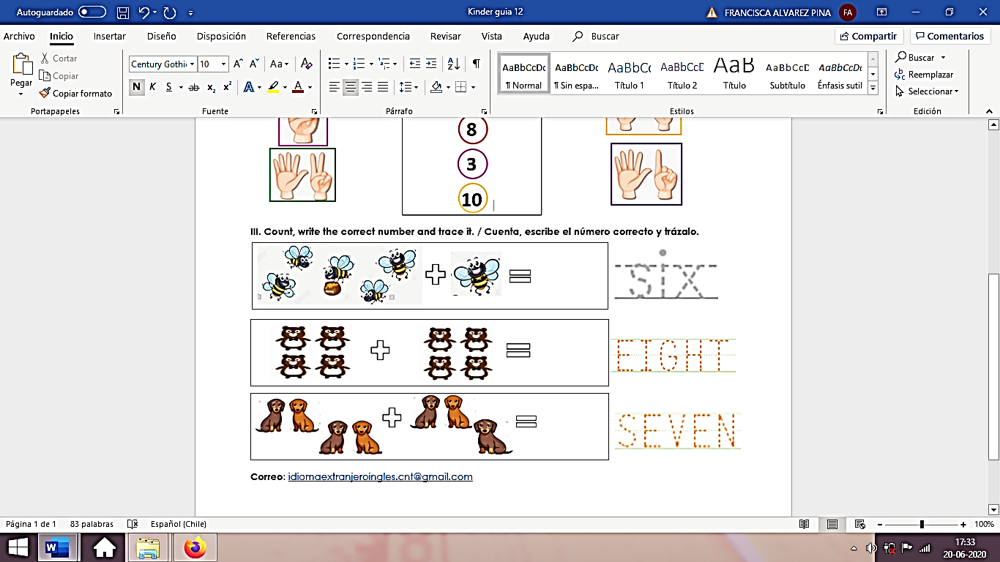 Autoguardado
Kinder guia 12
FRANCISCA ALVAREZ PINA
FA
Archivo Inicio Insertar Diseño Disposición Referencias Correspondencia Revisar Vista Ayuda Buscar
Compartir
Comentarios
Pegar
Cortar
Copiar
Copiar formato
Portapapeles
Century Gothi 10
Aa
N K S ab x₂ x² A A
Fuente
Párrafo
AaBbCcDc
¶ Normal
AaBbCcDc
¶ Sin espa...
AaBbCc
Título 1
AaBbCcD
Título 2
AaB
Título
AaBbCcD
Subtítulo
AaBbCcDc
Énfasis sutil
Estilos
Buscar
Reemplazar
Seleccionar
Edición
8
3
10
III. Count, write the correct number and trace it. / Cuenta, escribe el número correcto y trázalo.
six
EIGHT
SEVEN
Correo: idiomaextranjeroingles.cnt@gmail.com
Página 1 de 1 83 palabras Español (Chile)
100%
17:33
20-06-2020